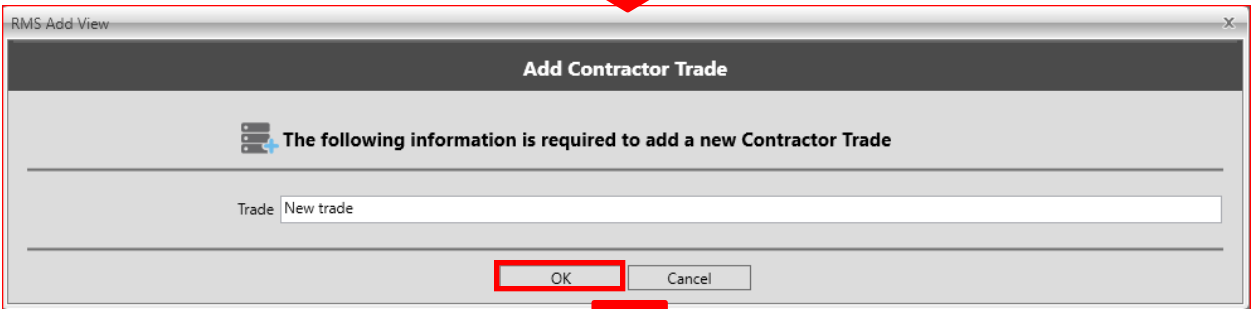 RMS Add View
Add Contractor Trade
The following information is required to add a new Contractor Trade
Trade New trade
OK Cancel